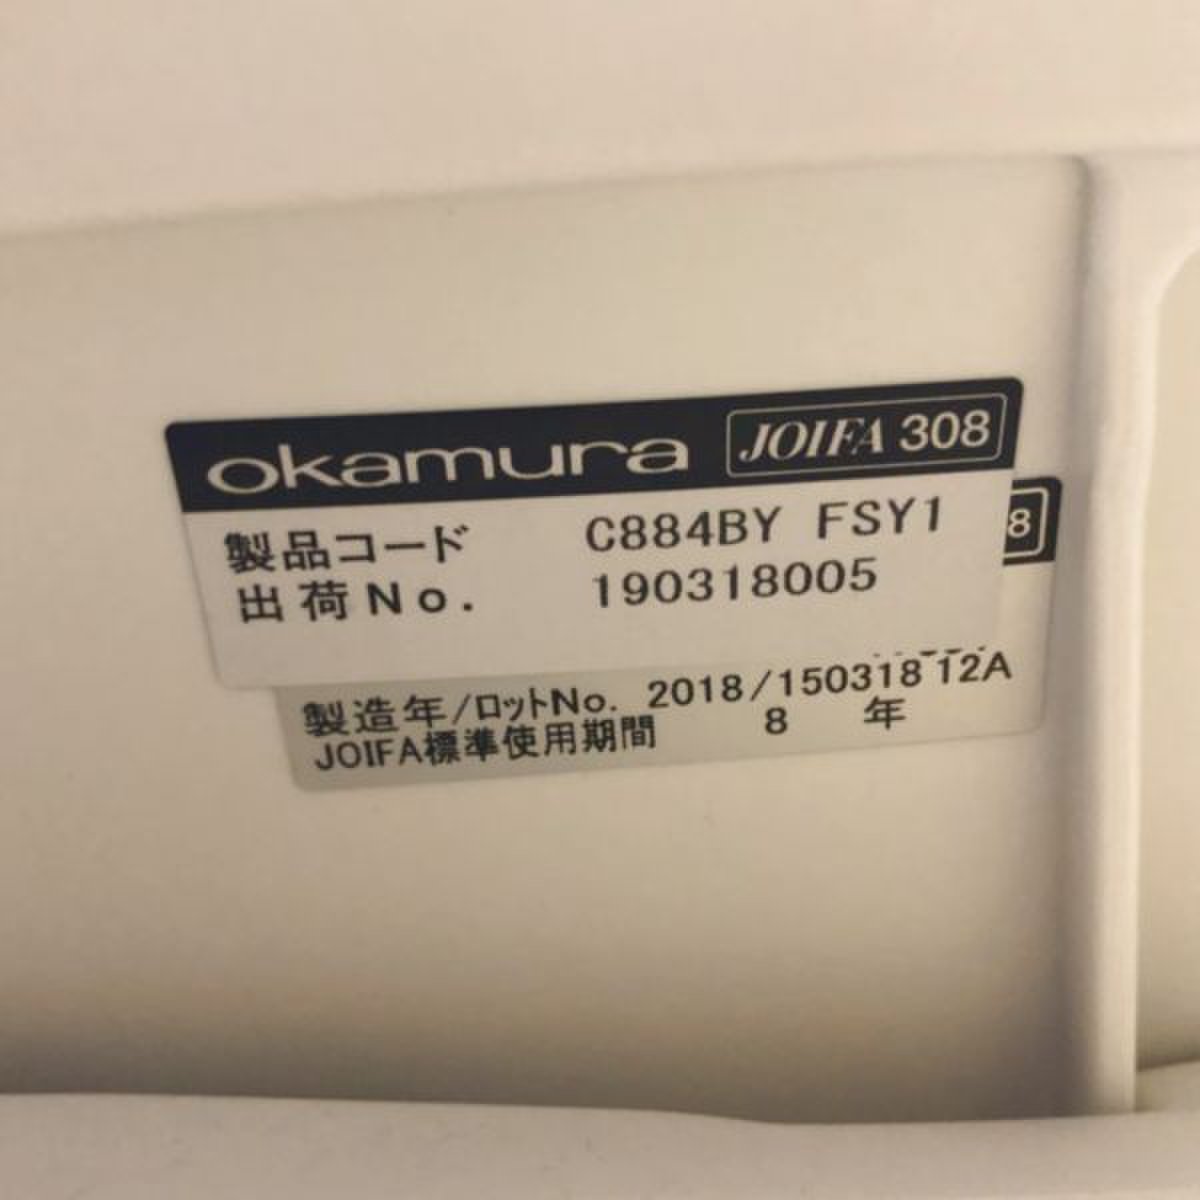 okamura JOIFA 308
製品コード C884BY FSY1
出荷No. 190318005
8
製造年/ロットNo. 2018/150318 12A
JOIFA標準使用期間 8 年